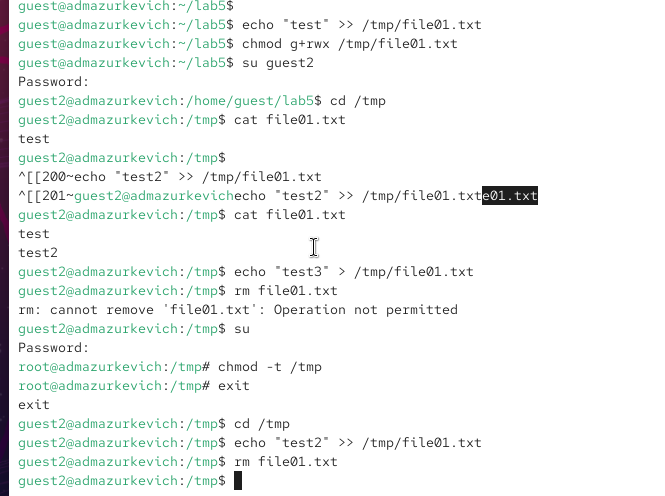 guest@admazurkevich:~/lab5$
guest@admazurkevich:~/lab5$ echo "test" >> /tmp/file01.txt
guest@admazurkevich:~/lab5$ chmod g+rwx /tmp/file01.txt
guest@admazurkevich:~/lab5$ su guest2
Password:
guest2@admazurkevich:/home/guest/lab5$ cd /tmp
guest2@admazurkevich:/tmp$ cat file01.txt
test
guest2@admazurkevich:/tmp$
^[[200~echo "test2" >> /tmp/file01.txt
^[[201~guest2@admazurkevichecho "test2" >> /tmp/file01.txte01.txt
guest2@admazurkevich:/tmp$ cat file01.txt
test
test2
guest2@admazurkevich:/tmp$ echo "test3" > /tmp/file01.txt
guest2@admazurkevich:/tmp$ rm file01.txt
rm: cannot remove 'file01.txt': Operation not permitted
guest2@admazurkevich:/tmp$ su
Password:
root@admazurkevich:/tmp# chmod -t /tmp
root@admazurkevich:/tmp# exit
exit
guest2@admazurkevich:/tmp$ cd /tmp
guest2@admazurkevich:/tmp$ echo "test2" >> /tmp/file01.txt
guest2@admazurkevich:/tmp$ rm file01.txt
guest2@admazurkevich:/tmp$